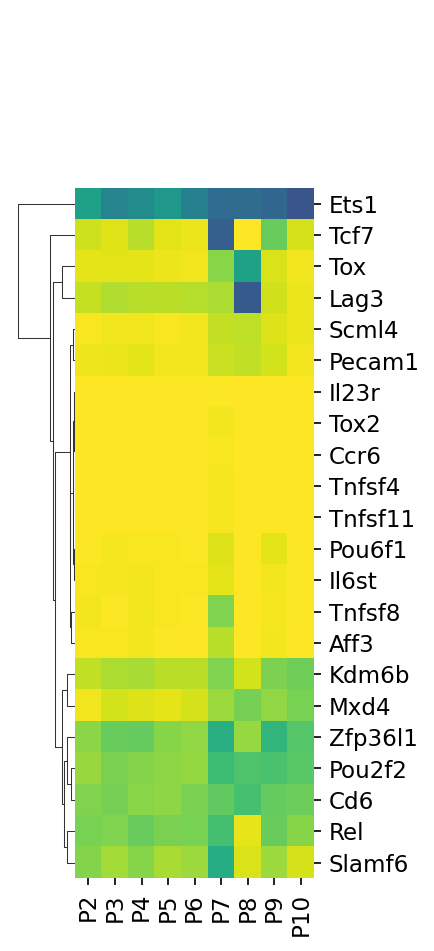 Ets1
Tcf7
Tox
Lag3
Scml4
Pecam1
Il23r
Tox2
Ccr6
Tnfsf4
Tnfsf11
Pou6f1
Il6st
Tnfsf8
Aff3
Kdm6b
Mxd4
Zfp36l1
Pou2f2
Cd6
Rel
Slamf6
P2 P3 P4 P5 P6 P7 P8 P9 P10